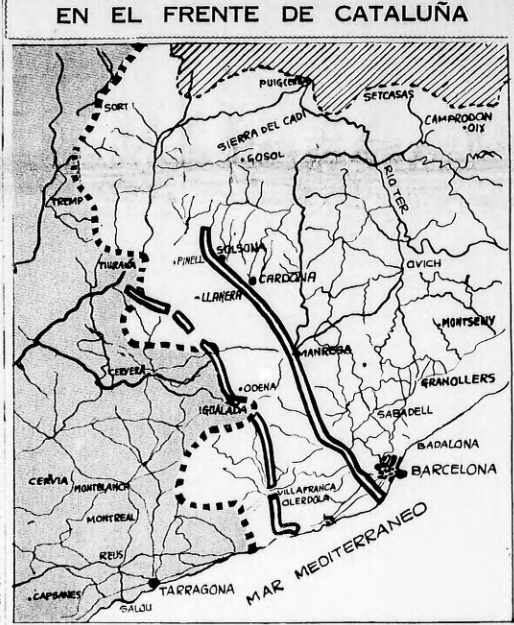 EN EL FRENTE DE CATALUÑA
PUIGCERDA
SETCASAS
SORT
CAMPRODON
OIX
SIERRA DEL CADI
GOSOL
RIO TER
TREMP
TIURANA
PINELL
SOLSONA
VICH
CARDONA
LLANERA
MONTSENY
MANRESA
CERVERA
GRANOLLERS
ODENA
IGUALADA
SABADELL
BADALONA
BARCELONA
CERVIA
MONTBLANCH
VILLAFRANCA
OLERDOLA
MONTREAL
REUS
MAR MEDITERRANEO
TARRAGONA
CAPSANES
SALOU